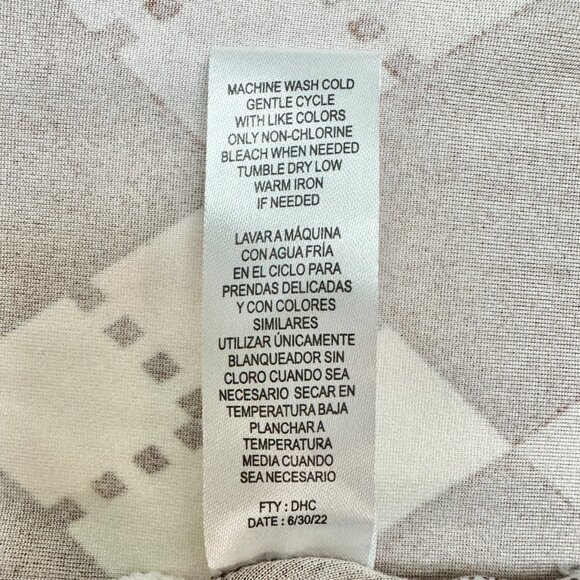 MACHINE WASH COLD
GENTLE CYCLE
WITH LIKE COLORS
ONLY NON-CHLORINE
BLEACH WHEN NEEDED
TUMBLE DRY LOW
WARM IRON
IF NEEDED
LAVAR A MÁQUINA
CON AGUA FRÍA
EN EL CICLO PARA
PRENDAS DELICADAS
Y CON COLORES
SIMILARES
UTILIZAR ÚNICAMENTE
BLANQUEADOR SIN
CLORO CUANDO SEA
NECESARIO SECAR EN
TEMPERATURA BAJA
PLANCHAR A
TEMPERATURA
MEDIA CUANDO
SEA NECESARIO
FTY : DHC
DATE : 6/30/22